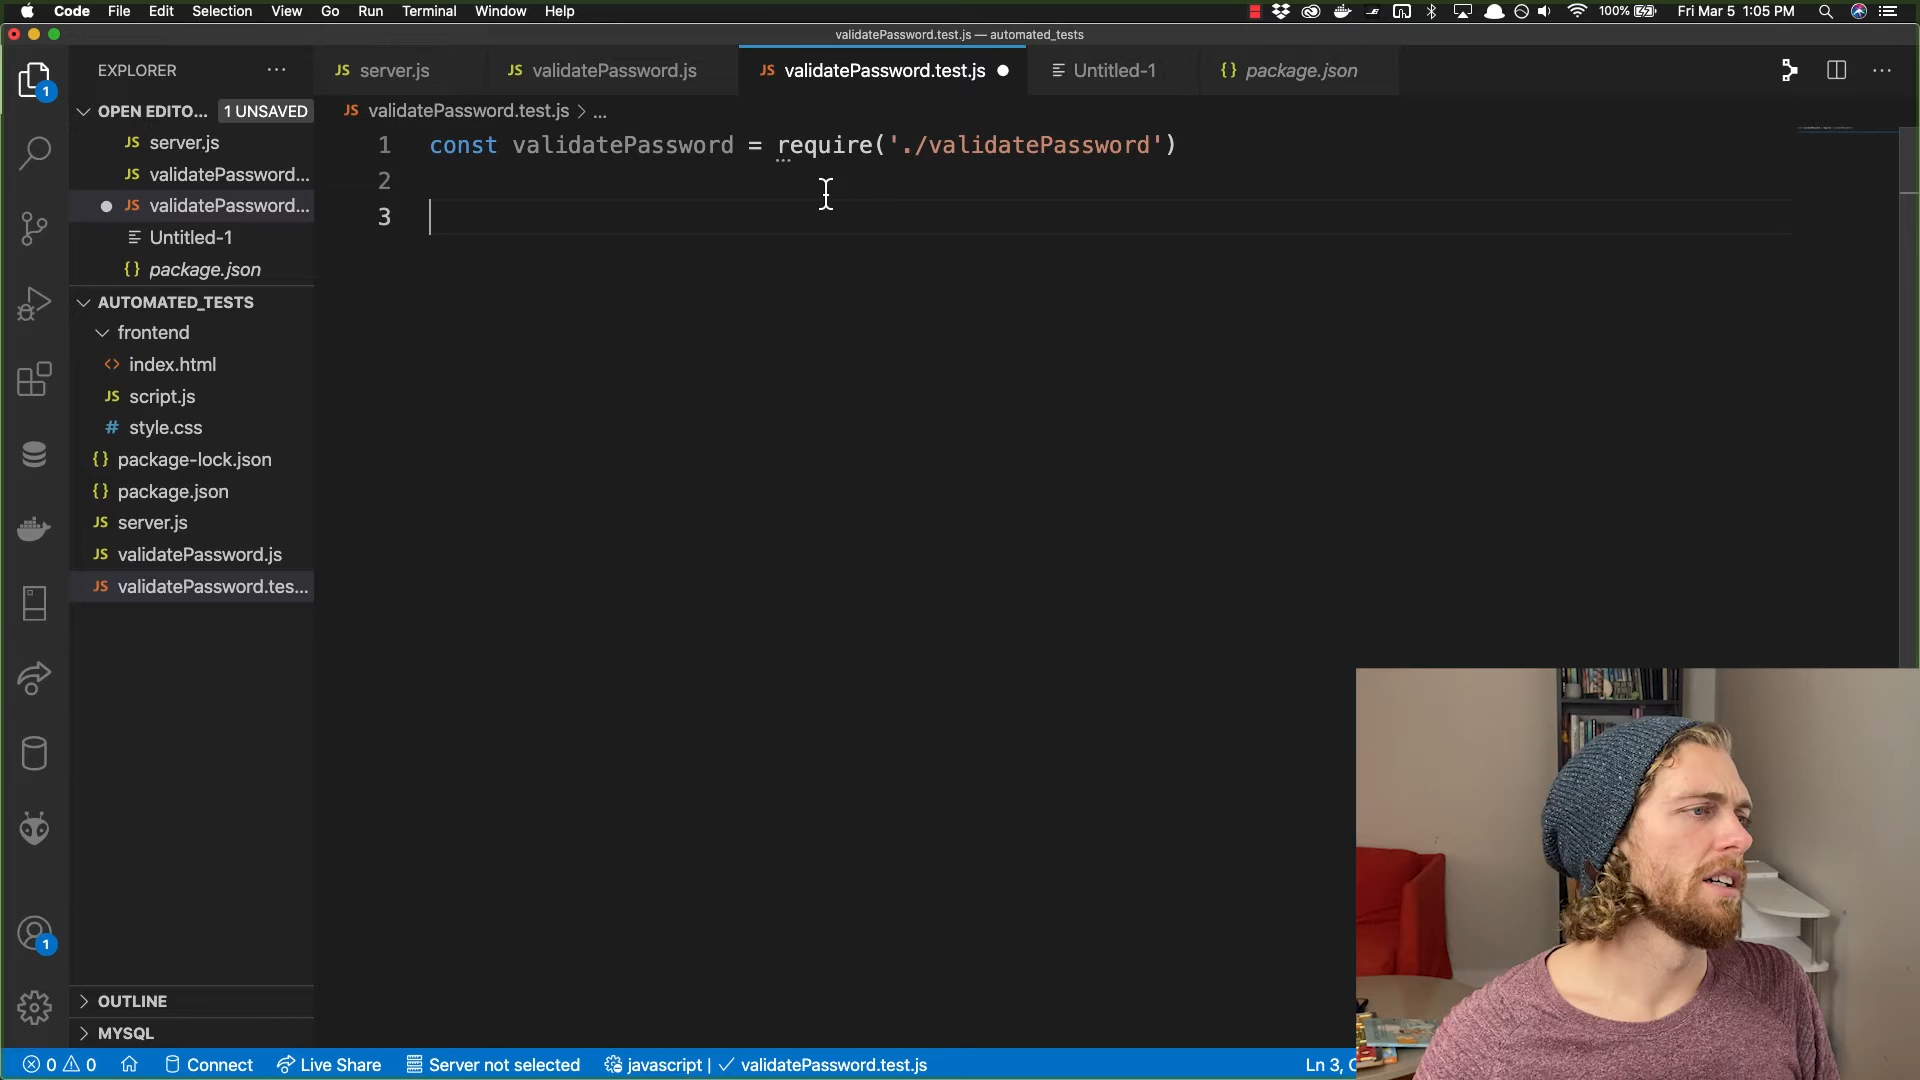 Code File Edit Selection View Go Run Terminal Window Help 100% Fri Mar 5 1:05 PM
validatePassword.test.js — automated_tests
EXPLORER ···
JS server.js JS validatePassword.js JS validatePassword.test.js ● Untitled-1 {} package.json
1
OPEN EDITO... 1 UNSAVED
JS validatePassword.test.js > ...
JS server.js
JS validatePassword...
● JS validatePassword...
Untitled-1
{} package.json
1 const validatePassword = require('./validatePassword')
2
3
AUTOMATED_TESTS
frontend
<> index.html
JS script.js
# style.css
{} package-lock.json
{} package.json
JS server.js
JS validatePassword.js
JS validatePassword.tes...
1
OUTLINE
MYSQL
0 0 Connect Live Share Server not selected javascript | ✓ validatePassword.test.js Ln 3,